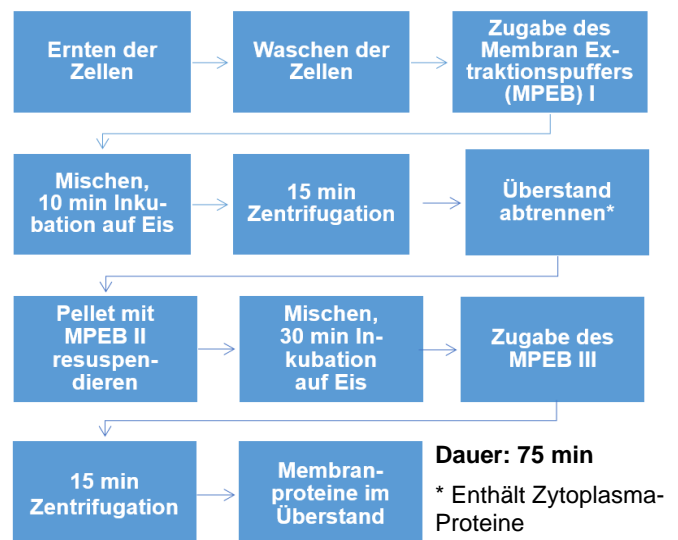 Ernten der
Zellen
Waschen der
Zellen
Zugabe des
Membran Ex-
traktionspuffers
(MPEB) I
Mischen,
10 min Inku-
bation auf Eis
15 min
Zentrifugation
Überstand
abtrennen*
Pellet mit
MPEB II
resuspen-
dieren
Mischen,
30 min In-
kubation
auf Eis
Zugabe des
MPEB III
15 min
Zentrifugation
Membran-
proteine im
Überstand
Dauer: 75 min
* Enthält Zytoplasma-
Proteine